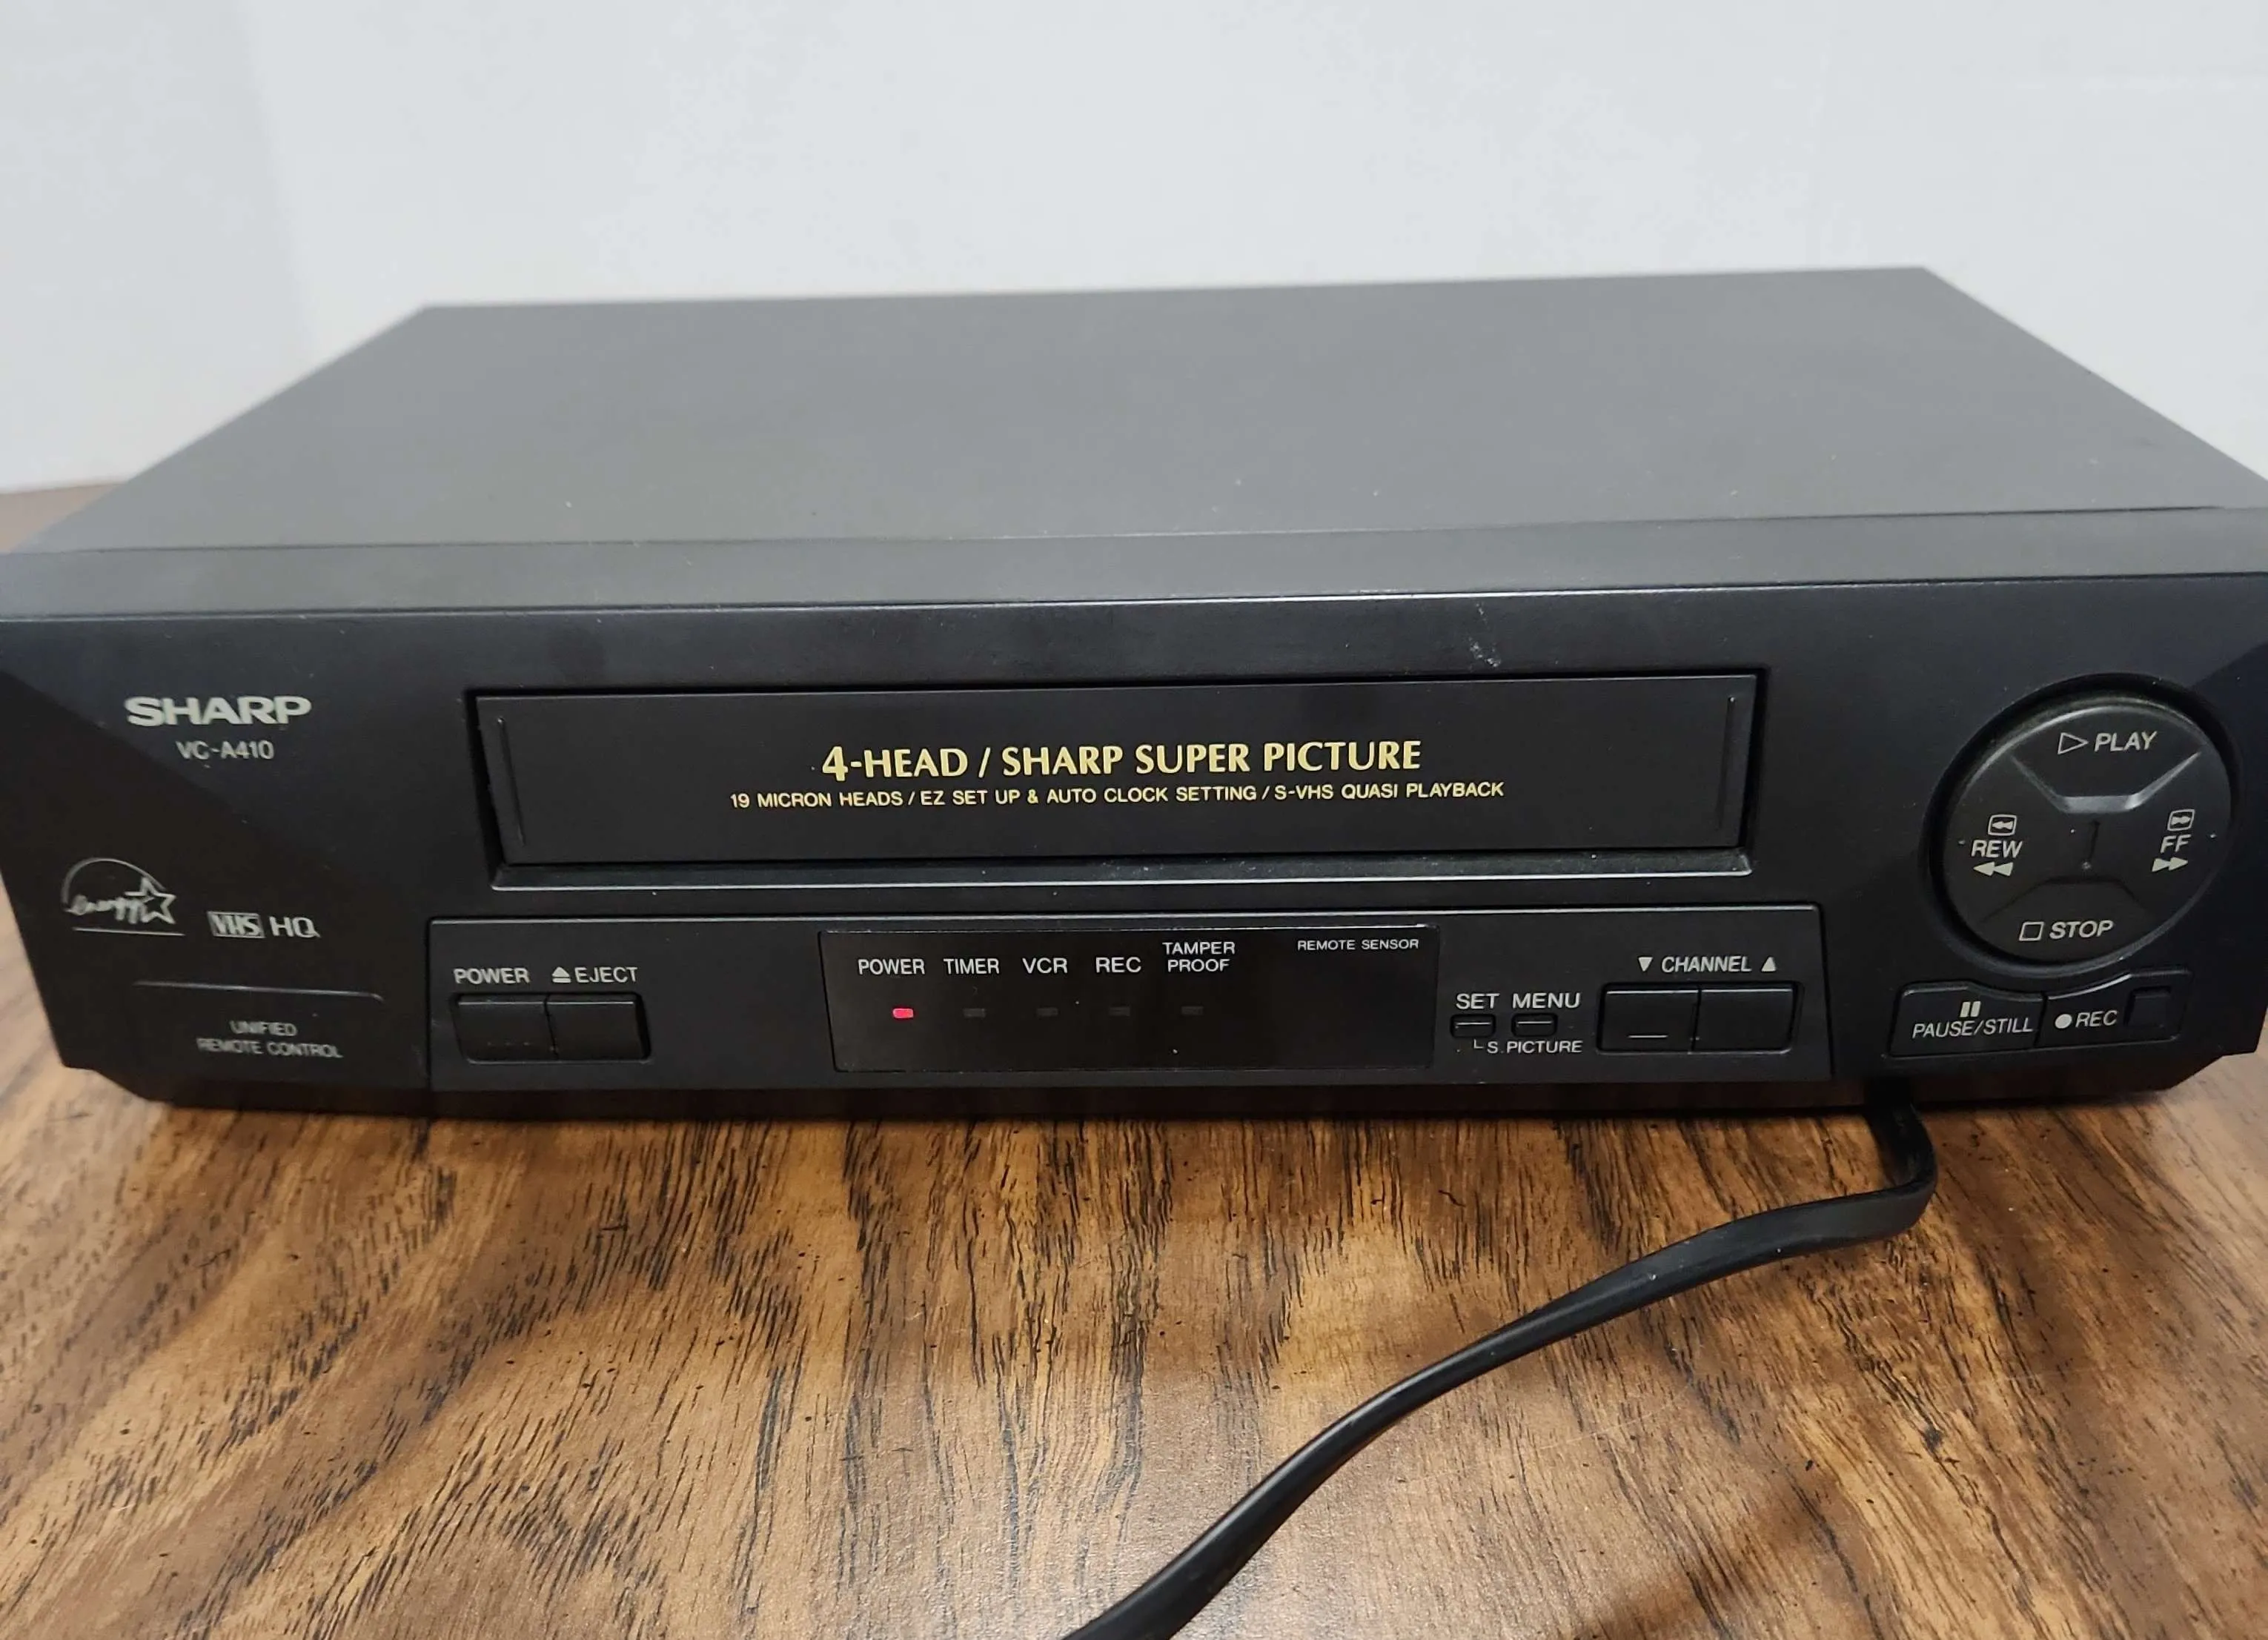 SHARP
VC-A410
4-HEAD / SHARP SUPER PICTURE
19 MICRON HEADS / EZ SET UP & AUTO CLOCK SETTING / S-VHS QUASI PLAYBACK
energy
VHS HQ
UNIFIED
REMOTE CONTROL
POWER ⏏EJECT
POWER TIMER VCR REC TAMPER PROOF
REMOTE SENSOR
SET MENU
S.PICTURE
▼ CHANNEL ▲
▷ PLAY
REW
FF
□ STOP
PAUSE/STILL
●REC